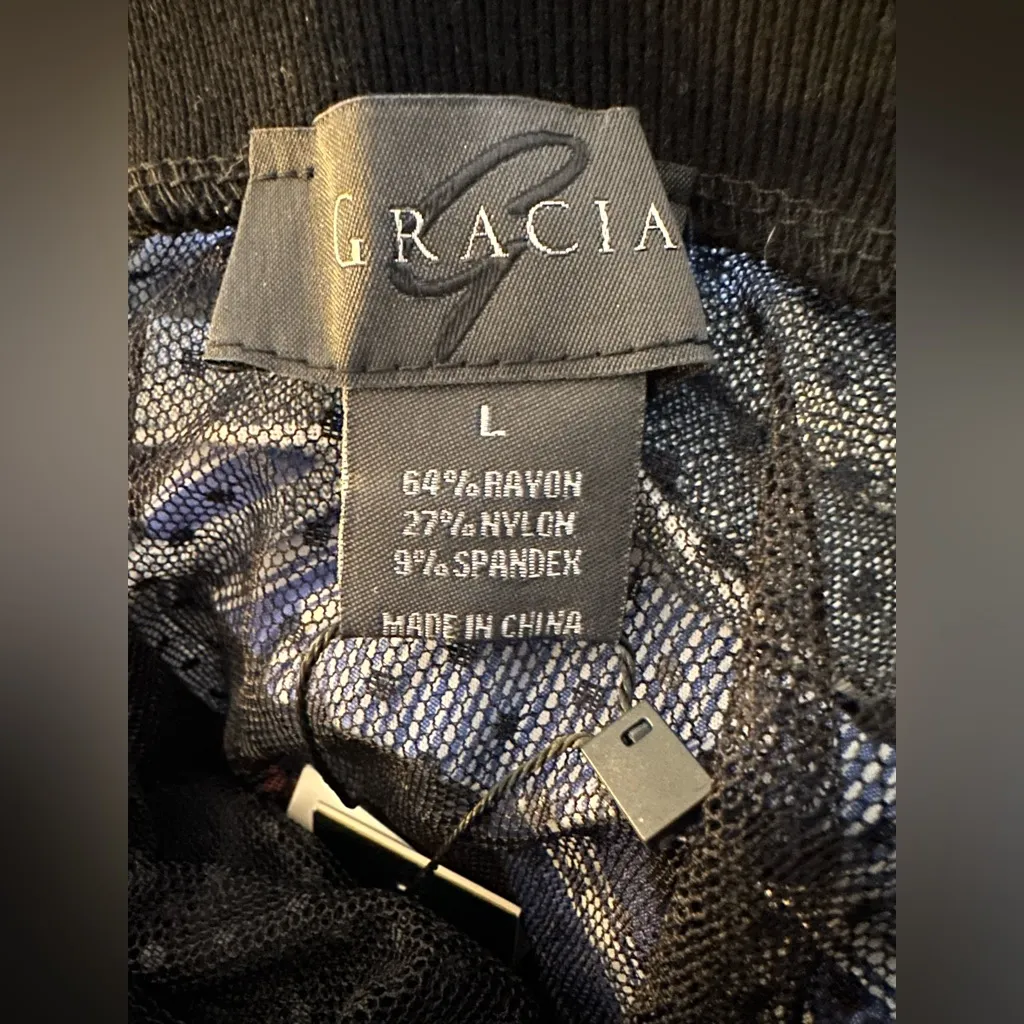 GRACIA
L
64% RAYON
27% NYLON
9% SPANDEX
MADE IN CHINA